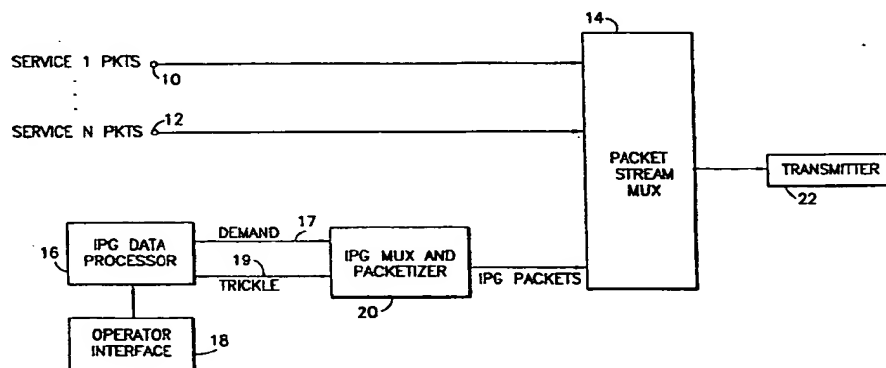 14
SERVICE 1 PKTS
10
SERVICE N PKTS
12
PACKET
STREAM
MUX
TRANSMITTER
22
16
IPG DATA
PROCESSOR
DEMAND
17
19
TRICKLE
IPG MUX AND
PACKETIZER
20
IPG PACKETS
OPERATOR
INTERFACE
18